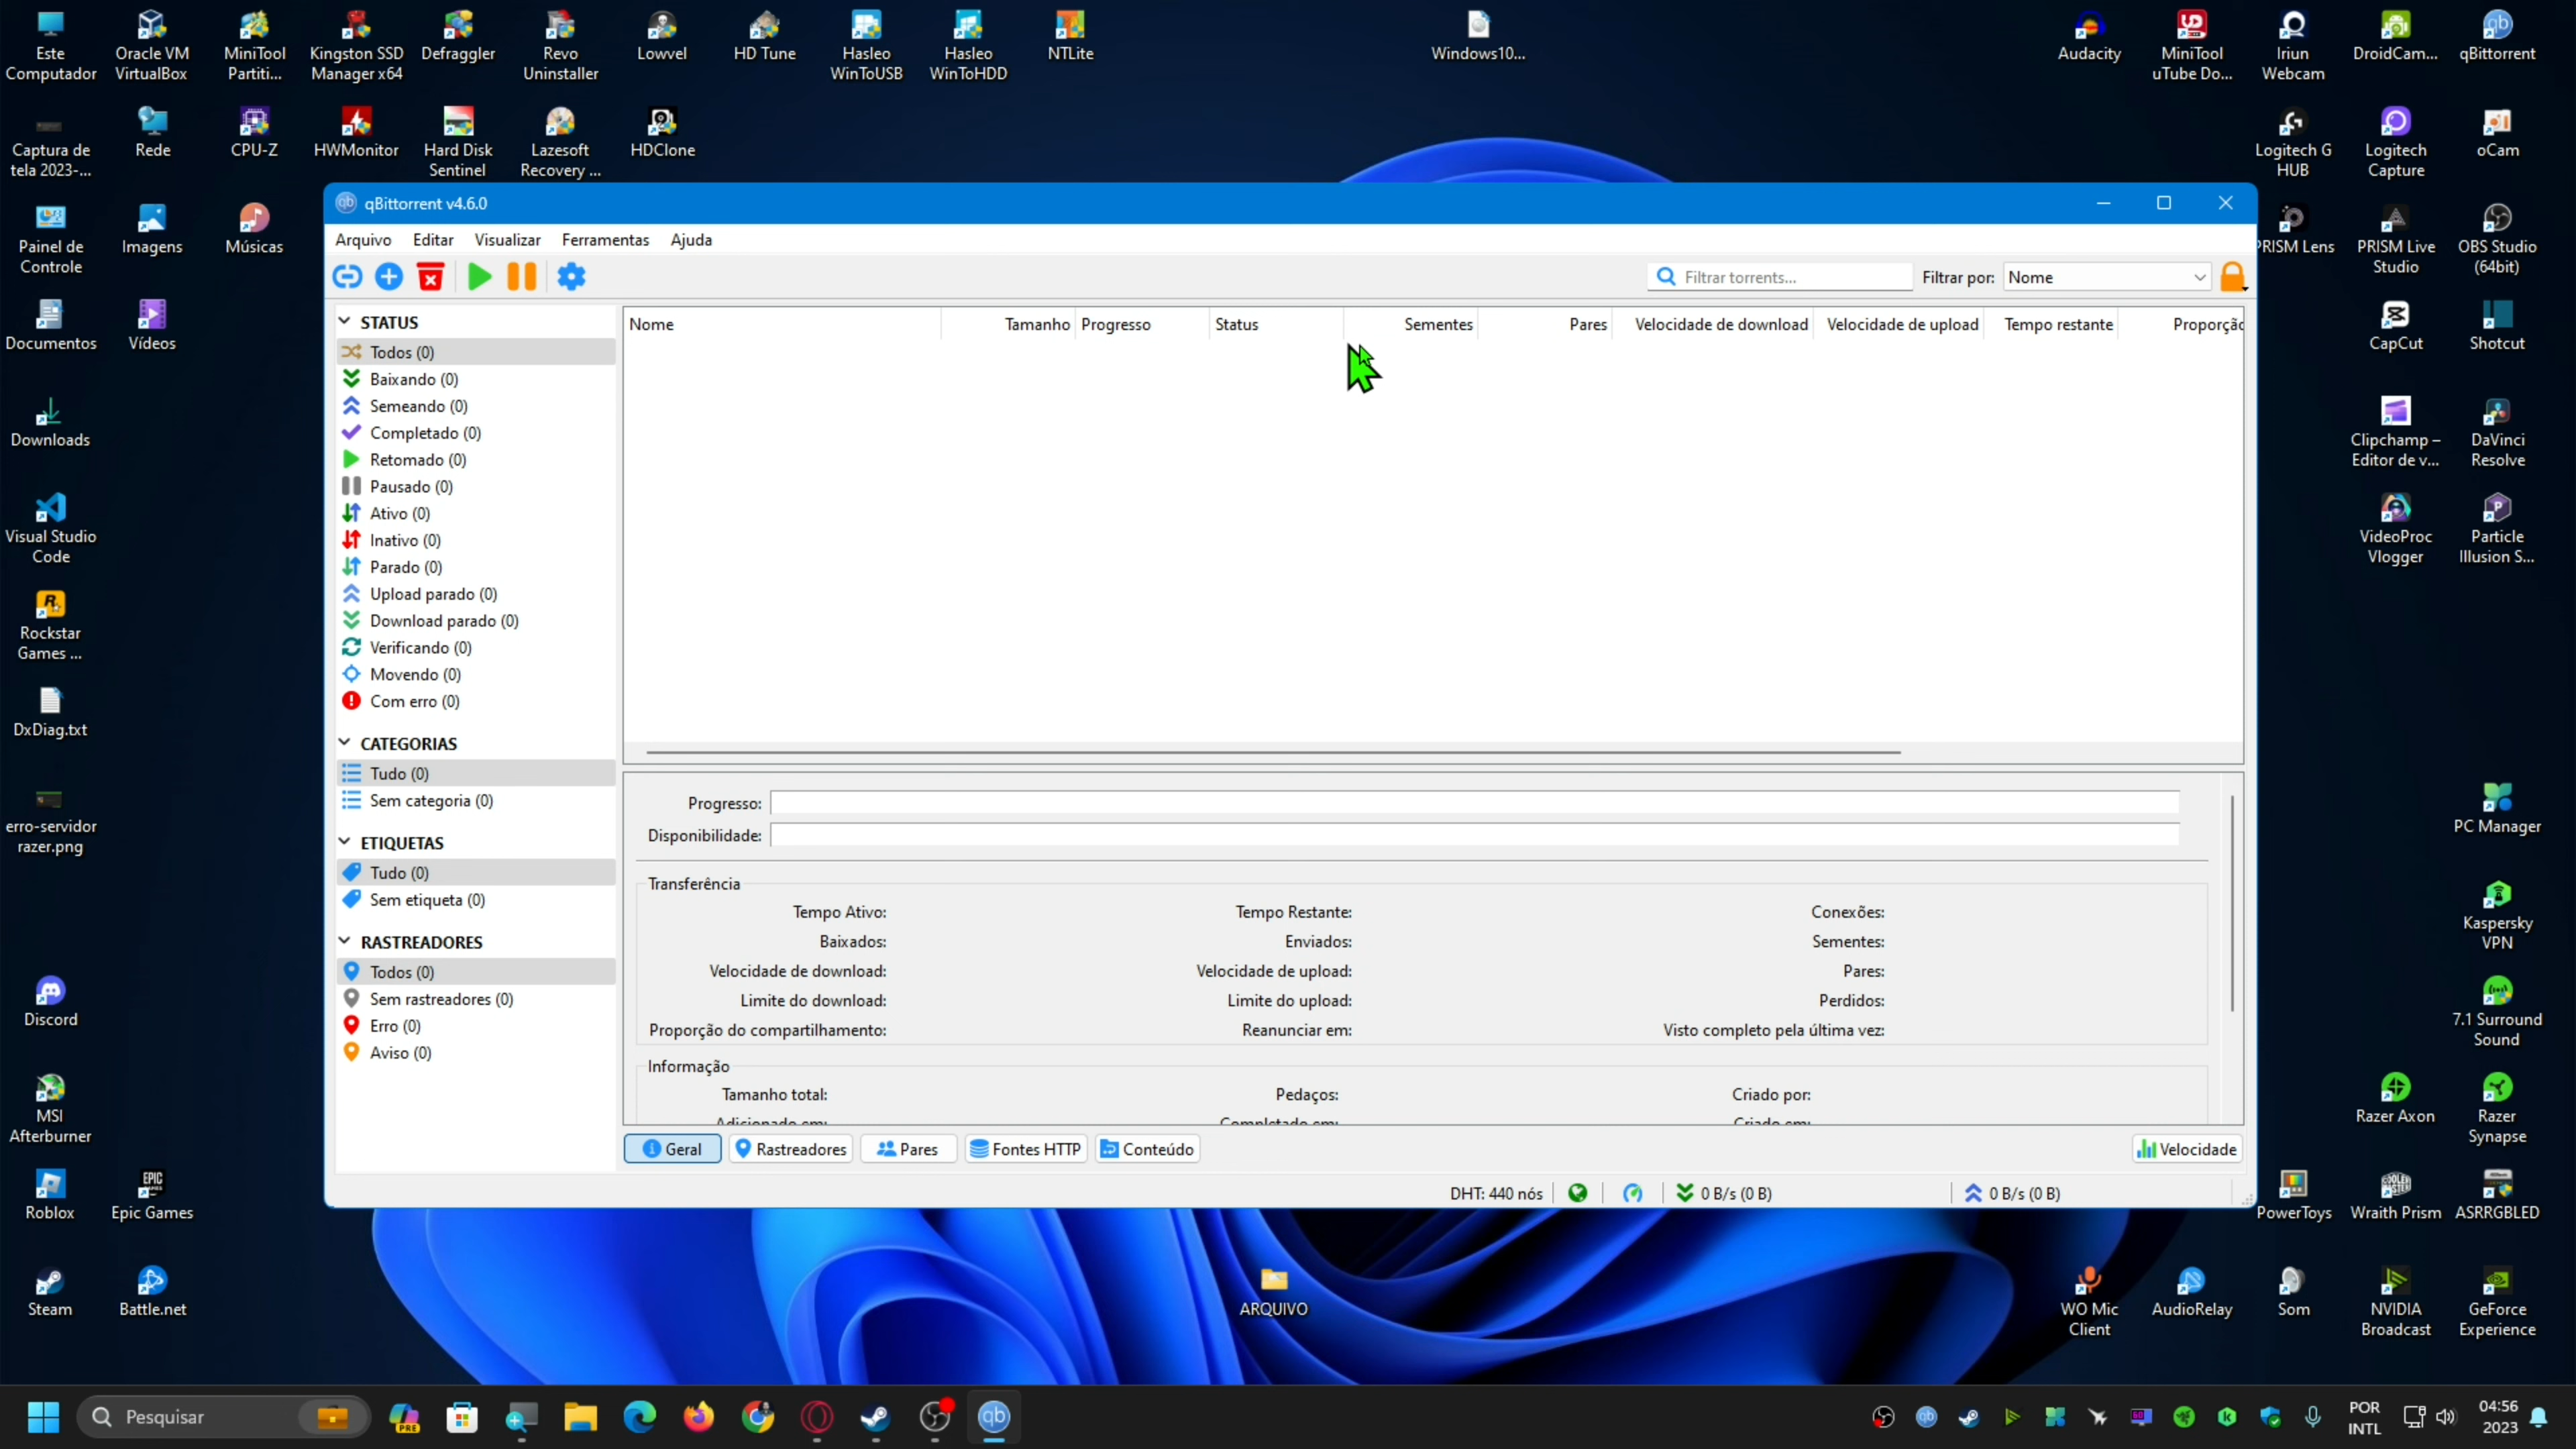 Este Computador
Oracle VM VirtualBox
MiniTool Partiti...
Kingston SSD Manager x64
Defraggler
Revo Uninstaller
Lowvel
HD Tune
Hasleo WinToUSB
Hasleo WinToHDD
NTLite
Windows10...
Audacity
MiniTool uTube Do...
Iriun Webcam
DroidCam...
qBittorrent
Captura de tela 2023-...
Rede
CPU-Z
HWMonitor
Hard Disk Sentinel
Lazesoft Recovery ...
HDClone
Logitech G HUB
Logitech Capture
oCam
Painel de Controle
Imagens
Músicas
PRISM Lens
PRISM Live Studio
OBS Studio (64bit)
Documentos
Vídeos
CapCut
Shotcut
Downloads
Clipchamp – Editor de v...
DaVinci Resolve
Visual Studio Code
VideoProc Vlogger
Particle Illusion S...
Rockstar Games ...
DxDiag.txt
erro-servidor razer.png
PC Manager
Kaspersky VPN
Discord
7.1 Surround Sound
MSI Afterburner
Razer Axon
Razer Synapse
Roblox
Epic Games
PowerToys
Wraith Prism
ASRRGBLED
Steam
Battle.net
ARQUIVO
WO Mic Client
AudioRelay
Som
NVIDIA Broadcast
GeForce Experience
qBittorrent v4.6.0
Arquivo Editar Visualizar Ferramentas Ajuda
Filtrar torrents... Filtrar por: Nome
STATUS
Todos (0)
Baixando (0)
Semeando (0)
Completado (0)
Retomado (0)
Pausado (0)
Ativo (0)
Inativo (0)
Parado (0)
Upload parado (0)
Download parado (0)
Verificando (0)
Movendo (0)
Com erro (0)
CATEGORIAS
Tudo (0)
Sem categoria (0)
ETIQUETAS
Tudo (0)
Sem etiqueta (0)
RASTREADORES
Todos (0)
Sem rastreadores (0)
Erro (0)
Aviso (0)
Nome Tamanho Progresso Status Sementes Pares Velocidade de download Velocidade de upload Tempo restante Proporção
Progresso:
Disponibilidade:
Transferência
Tempo Ativo: Tempo Restante: Conexões:
Baixados: Enviados: Sementes:
Velocidade de download: Velocidade de upload: Pares:
Limite do download: Limite do upload: Perdidos:
Proporção do compartilhamento: Reanunciar em: Visto completo pela última vez:
Informação
Tamanho total: Pedaços: Criado por:
Adicionado em: Completado em: Criado em:
Geral Rastreadores Pares Fontes HTTP Conteúdo Velocidade
DHT: 440 nós 0 B/s (0 B) 0 B/s (0 B)
Pesquisar
POR
INTL
04:56
2023